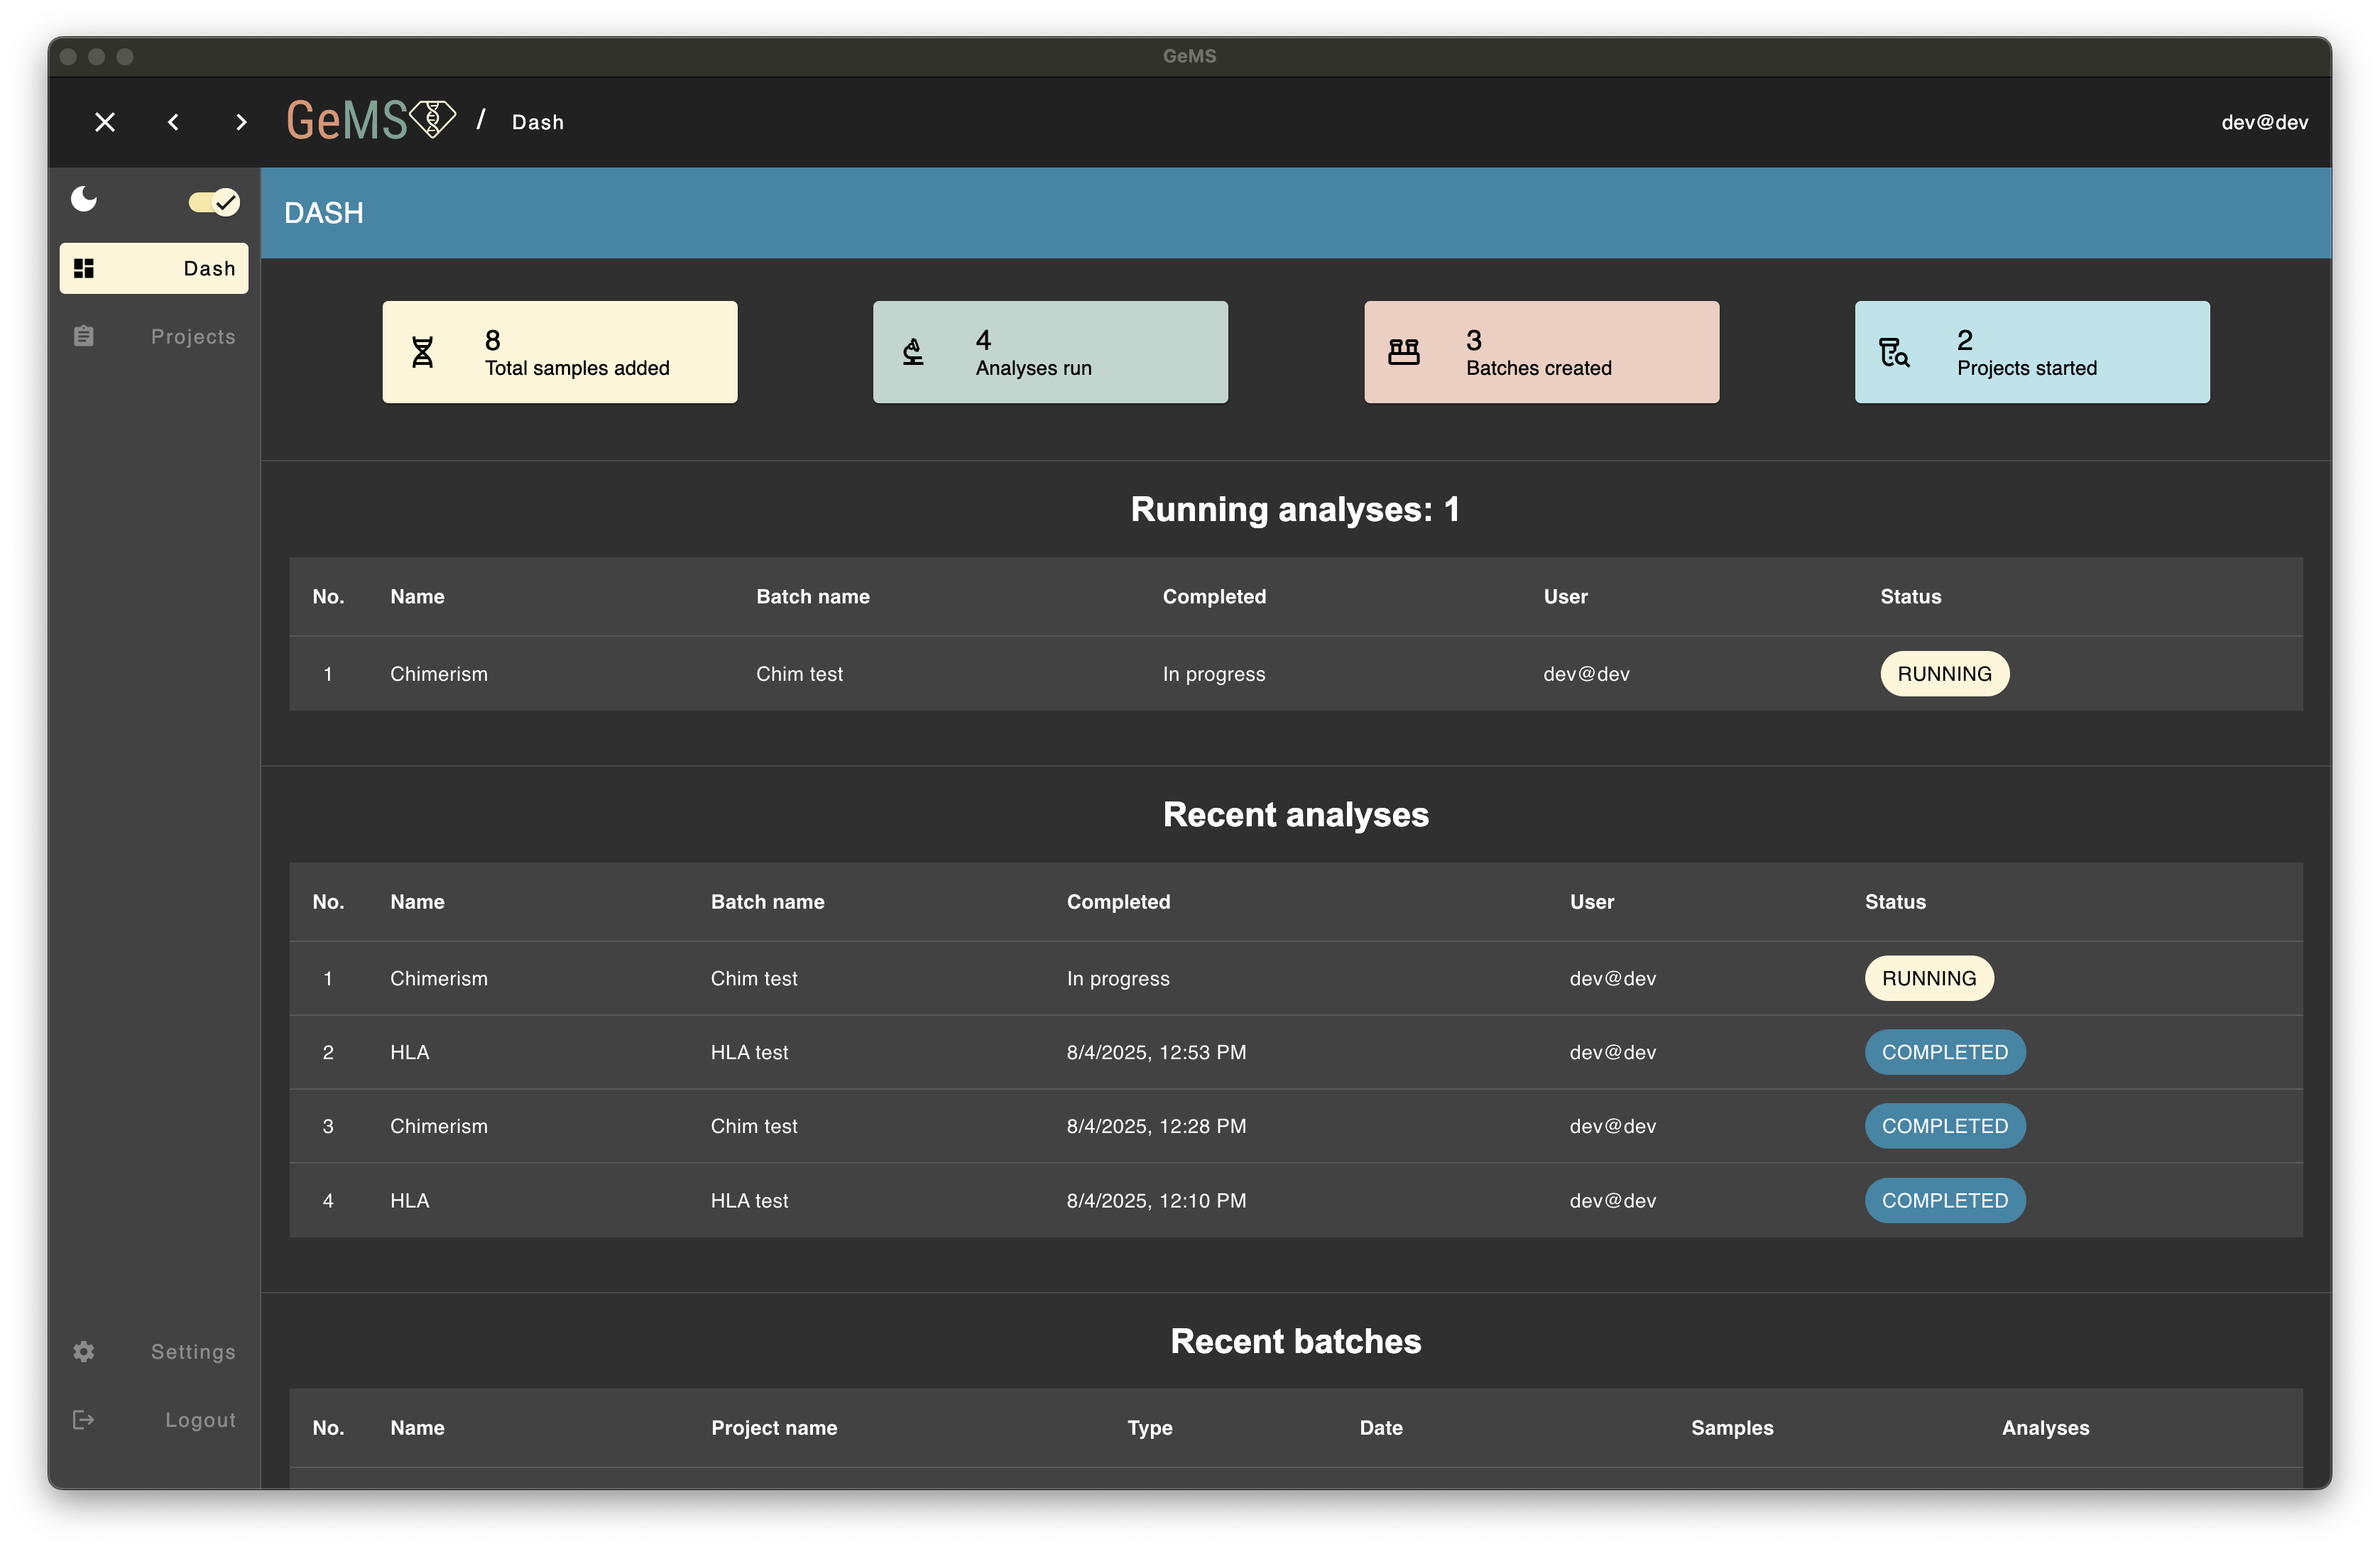 GeMS
GeMS / Dash dev@dev
DASH
Dash
Projects
8
Total samples added
4
Analyses run
3
Batches created
2
Projects started
Running analyses: 1
No. Name Batch name Completed User Status
1 Chimerism Chim test In progress dev@dev RUNNING
Recent analyses
No. Name Batch name Completed User Status
1 Chimerism Chim test In progress dev@dev RUNNING
2 HLA HLA test 8/4/2025, 12:53 PM dev@dev COMPLETED
3 Chimerism Chim test 8/4/2025, 12:28 PM dev@dev COMPLETED
4 HLA HLA test 8/4/2025, 12:10 PM dev@dev COMPLETED
Recent batches
No. Name Project name Type Date Samples Analyses
Settings
Logout